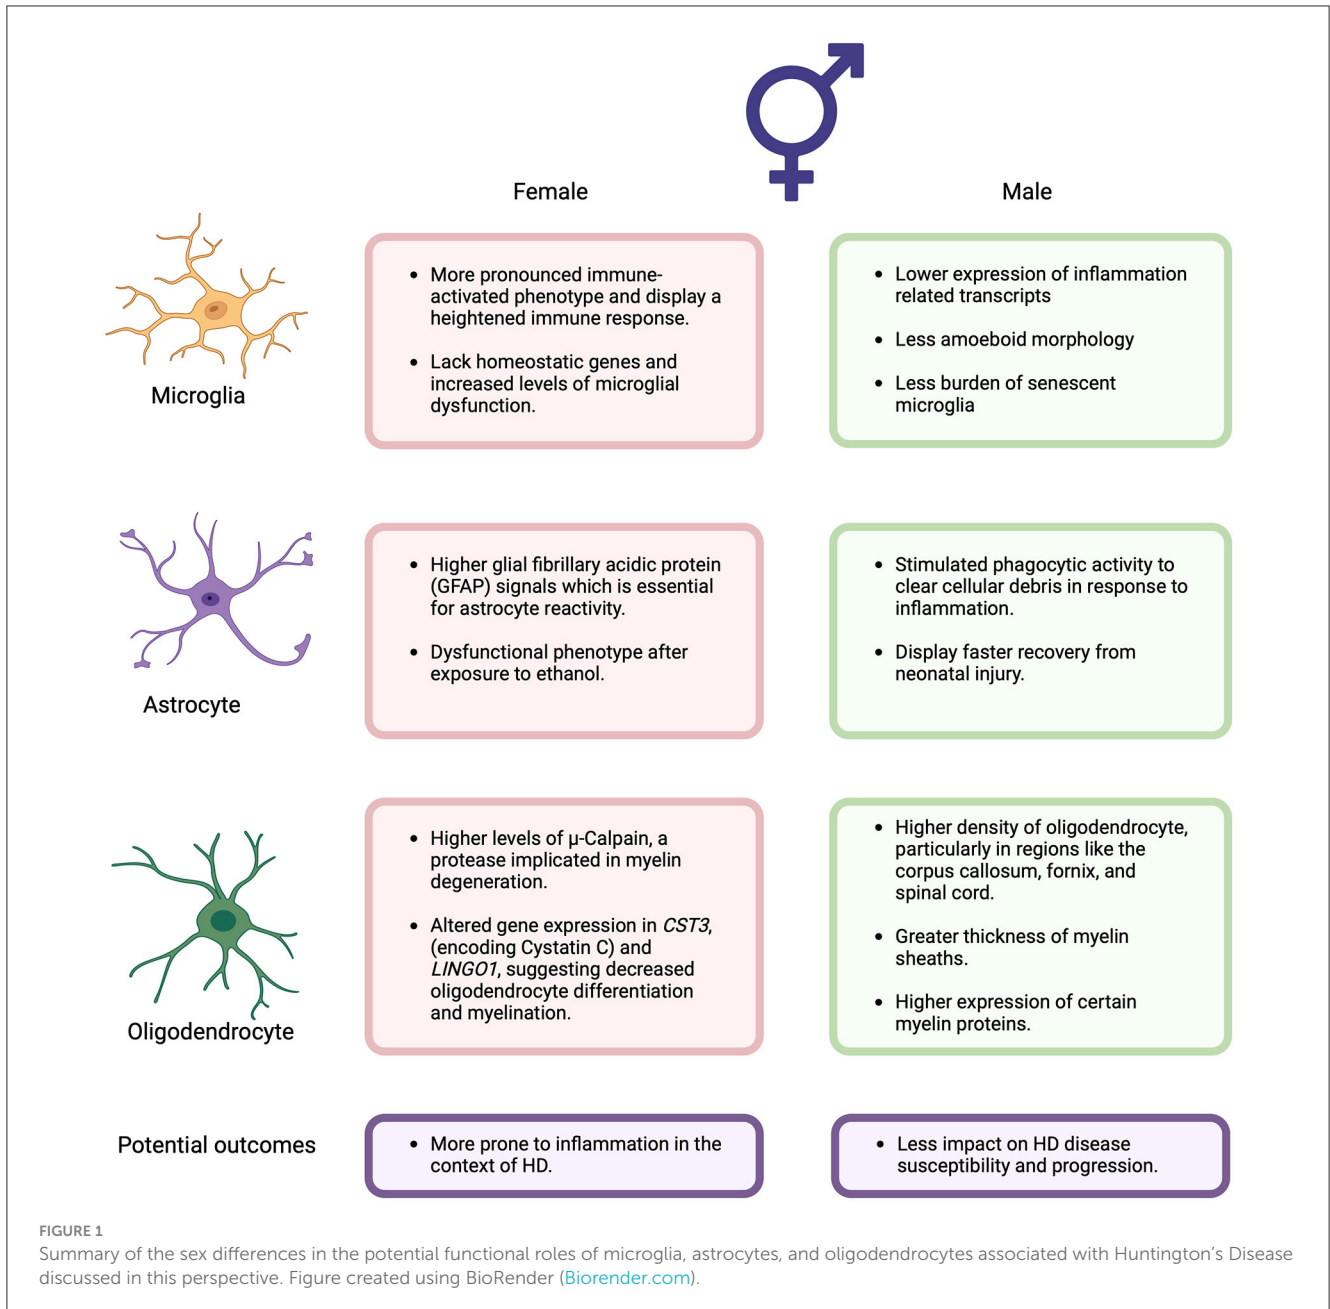 Female
Male
Microglia
• More pronounced immune-
activated phenotype and display a
heightened immune response.
• Lack homeostatic genes and
increased levels of microglial
dysfunction.
• Lower expression of inflammation
related transcripts
• Less amoeboid morphology
• Less burden of senescent
microglia
Astrocyte
• Higher glial fibrillary acidic protein
(GFAP) signals which is essential
for astrocyte reactivity.
• Dysfunctional phenotype after
exposure to ethanol.
• Stimulated phagocytic activity to
clear cellular debris in response to
inflammation.
• Display faster recovery from
neonatal injury.
Oligodendrocyte
• Higher levels of μ-Calpain, a
protease implicated in myelin
degeneration.
• Altered gene expression in CST3,
(encoding Cystatin C) and
LINGO1, suggesting decreased
oligodendrocyte differentiation
and myelination.
• Higher density of oligodendrocyte,
particularly in regions like the
corpus callosum, fornix, and
spinal cord.
• Greater thickness of myelin
sheaths.
• Higher expression of certain
myelin proteins.
Potential outcomes
• More prone to inflammation in the
context of HD.
• Less impact on HD disease
susceptibility and progression.
FIGURE 1
Summary of the sex differences in the potential functional roles of microglia, astrocytes, and oligodendrocytes associated with Huntington's Disease
discussed in this perspective. Figure created using BioRender (Biorender.com).